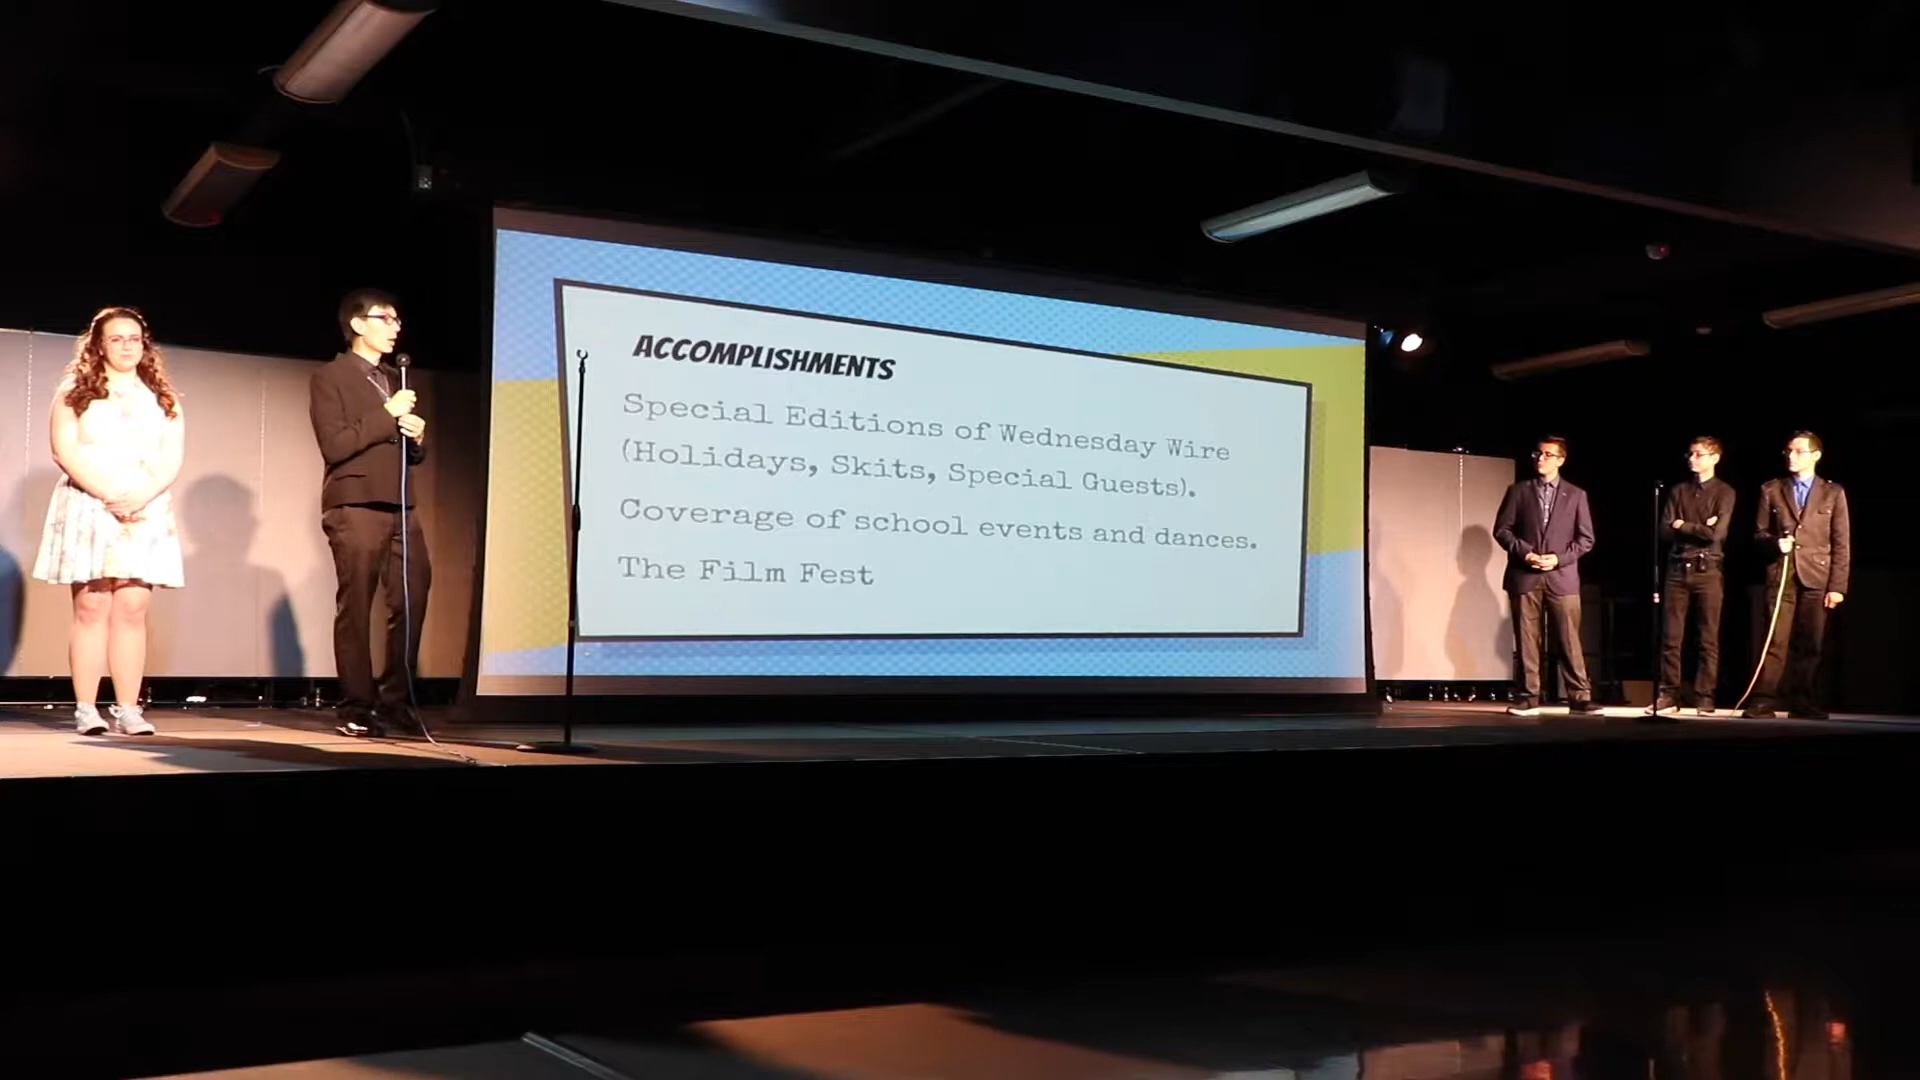 ACCOMPLISHMENTS
Special Editions of Wednesday Wire
(Holidays, Skits, Special Guests).
Coverage of school events and dances.
The Film Fest